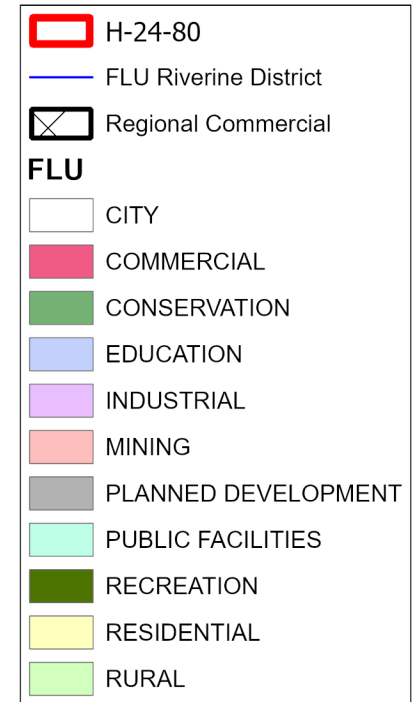 H-24-80
FLU Riverine District
Regional Commercial
FLU
CITY
COMMERCIAL
CONSERVATION
EDUCATION
INDUSTRIAL
MINING
PLANNED DEVELOPMENT
PUBLIC FACILITIES
RECREATION
RESIDENTIAL
RURAL